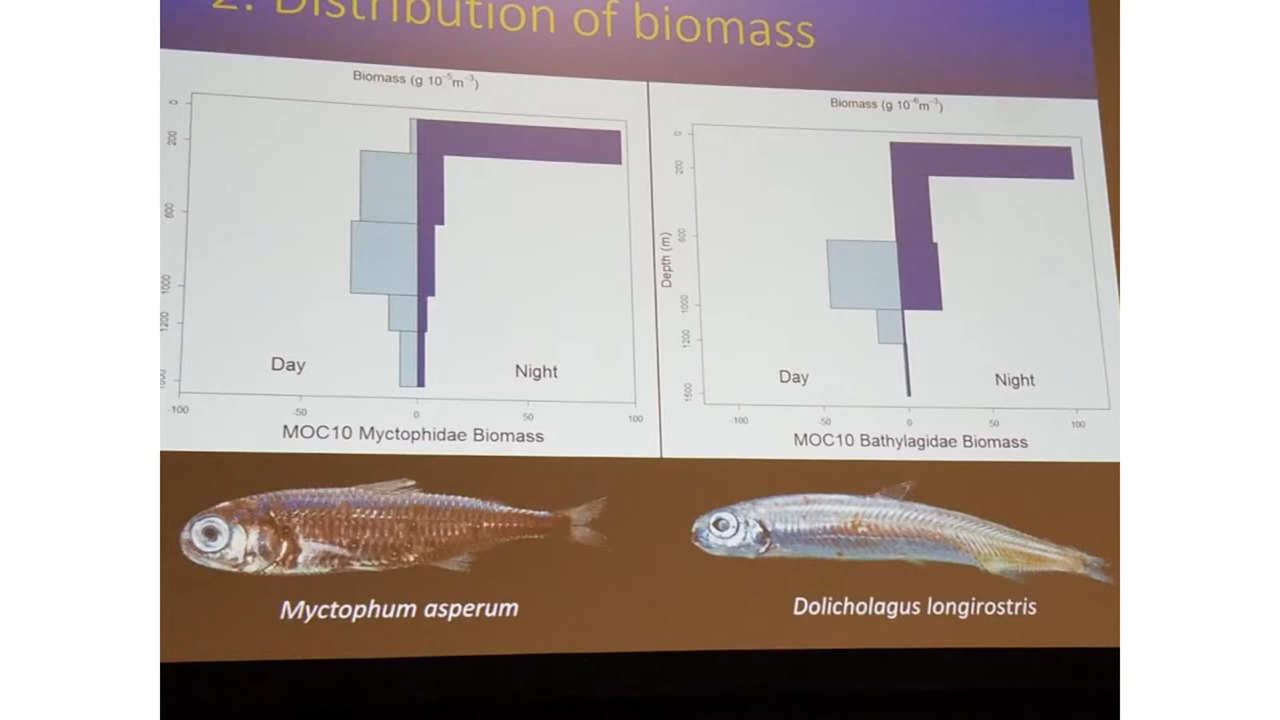 2. Distribution of biomass
Biomass (g 10⁻⁵m⁻³)
0
200
600
1000
1200
-100
-50
0
50
100
Day
Night
MOC10 Myctophidae Biomass
Biomass (g 10⁻⁶m⁻³)
Depth (m)
0
200
600
1000
1200
1500
-100
-50
0
50
100
Day
Night
MOC10 Bathylagidae Biomass
Myctophum asperum
Dolicholagus longirostris